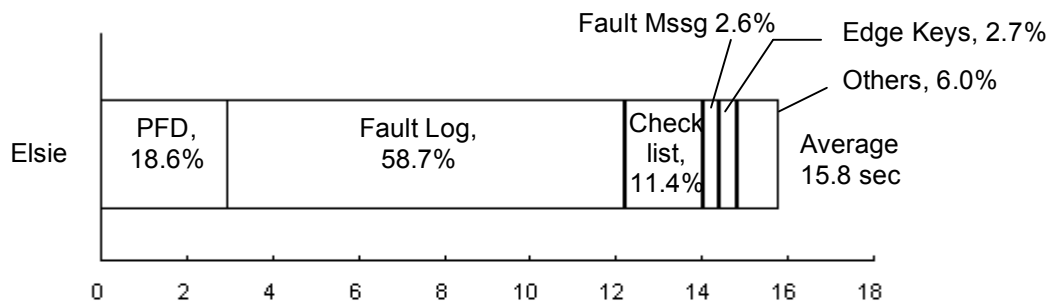 Fault Mssg 2.6%
Edge Keys, 2.7%
Others, 6.0%
Elsie
PFD,
18.6%
Fault Log,
58.7%
Check
list,
11.4%
Average
15.8 sec
0 2 4 6 8 10 12 14 16 18